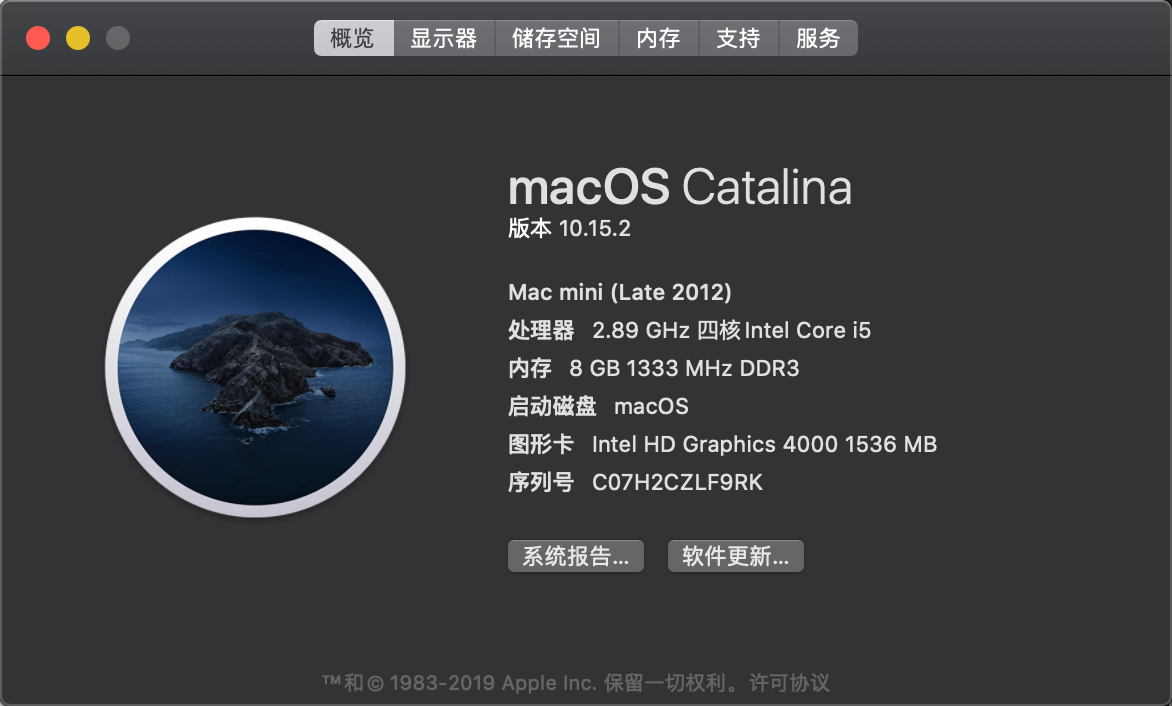 概览 显示器 储存空间 内存 支持 服务
macOS Catalina
版本 10.15.2
Mac mini (Late 2012)
处理器 2.89 GHz 四核Intel Core i5
内存 8 GB 1333 MHz DDR3
启动磁盘 macOS
图形卡 Intel HD Graphics 4000 1536 MB
序列号 C07H2CZLF9RK
系统报告... 软件更新...
™和© 1983-2019 Apple Inc. 保留一切权利。许可协议